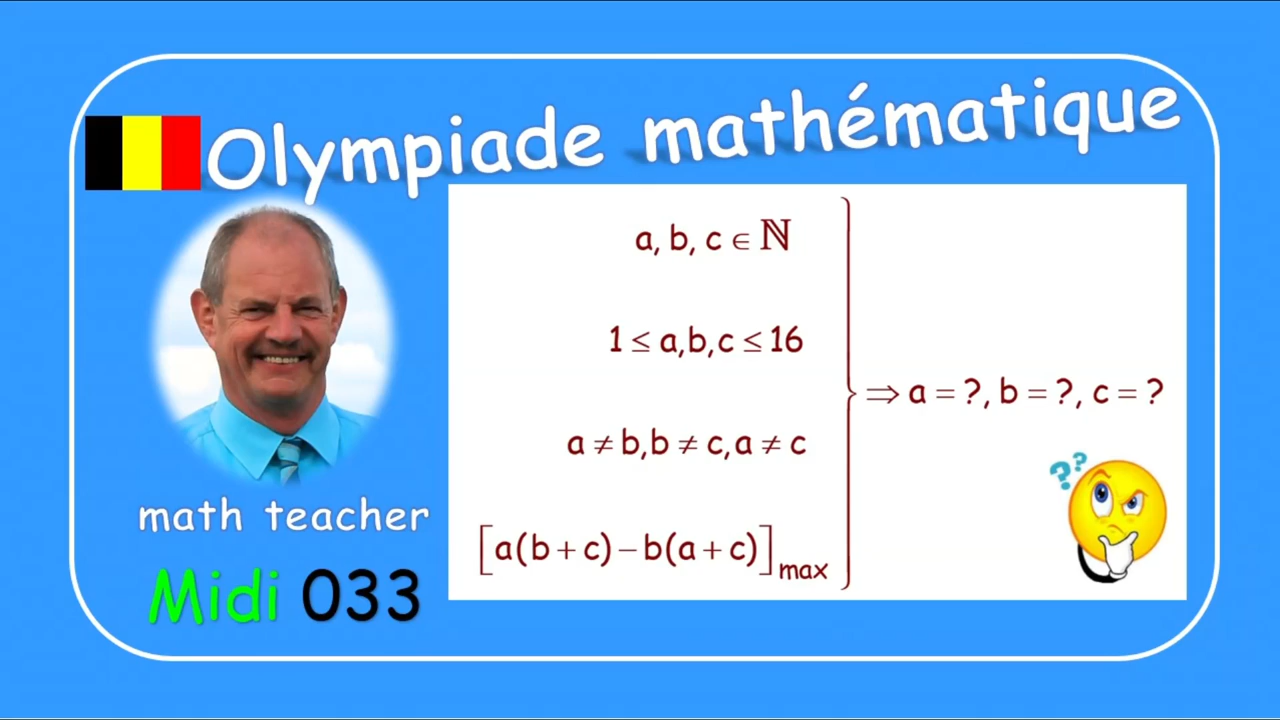 Olympiade mathématique
a, b, c ∈ ℕ
1 ≤ a,b,c ≤ 16
a ≠ b,b ≠ c,a ≠ c
[a(b + c) – b(a + c)]max
⇒ a = ?, b = ?, c = ?
??
math teacher
Midi 033